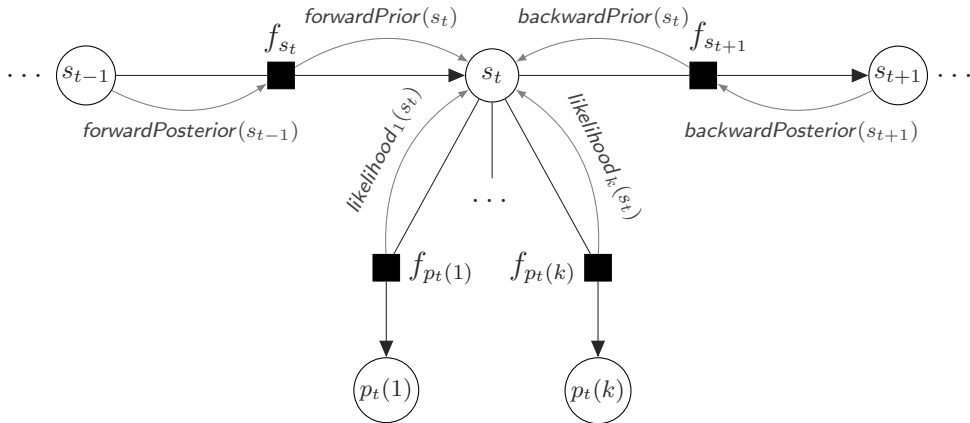 forwardPrior(s_t)
backwardPrior(s_t)
f_{s_t}
f_{s_{t+1}}
· · · s_{t−1}
s_t
s_{t+1} · · ·
forwardPosterior(s_{t−1})
backwardPosterior(s_{t+1})
likelihood_1(s_t)
likelihood_k(s_t)
· · ·
f_{p_t(1)}
f_{p_t(k)}
p_t(1)
p_t(k)